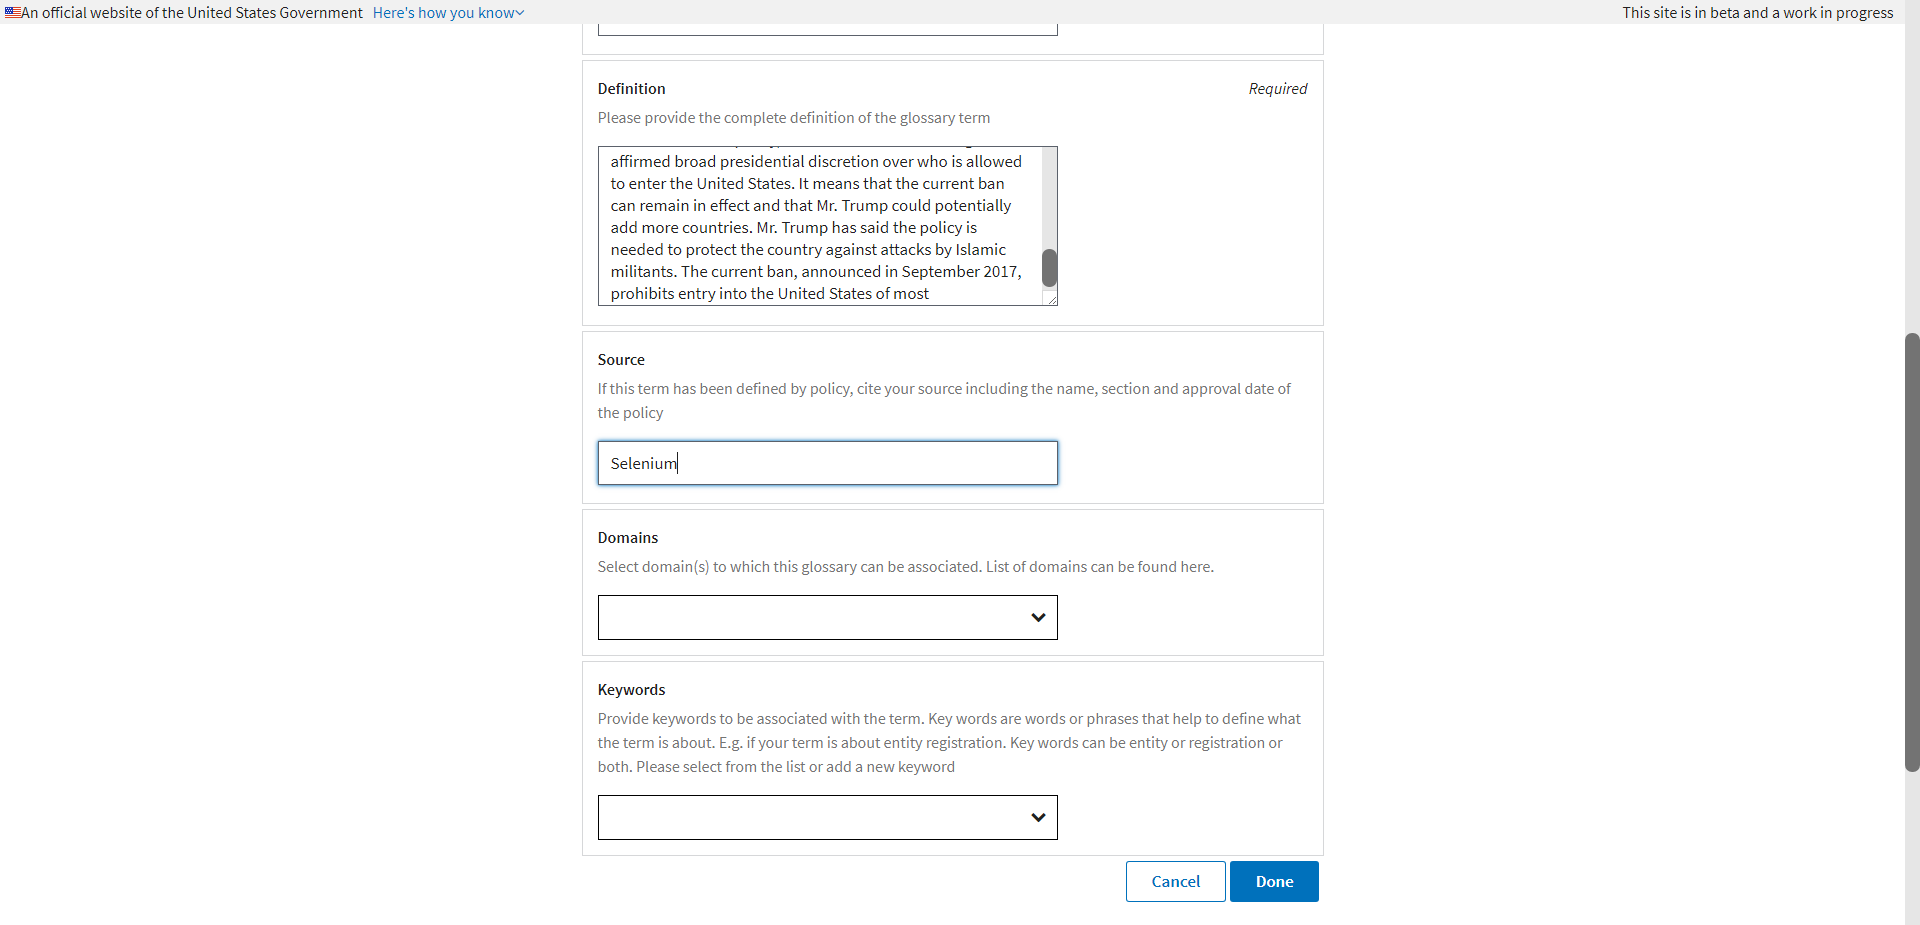 An official website of the United States Government Here's how you know
This site is in beta and a work in progress
Definition
Required
Please provide the complete definition of the glossary term
affirmed broad presidential discretion over who is allowed
to enter the United States. It means that the current ban
can remain in effect and that Mr. Trump could potentially
add more countries. Mr. Trump has said the policy is
needed to protect the country against attacks by Islamic
militants. The current ban, announced in September 2017,
prohibits entry into the United States of most
Source
If this term has been defined by policy, cite your source including the name, section and approval date of
the policy
Selenium
Domains
Select domain(s) to which this glossary can be associated. List of domains can be found here.
Keywords
Provide keywords to be associated with the term. Key words are words or phrases that help to define what
the term is about. E.g. if your term is about entity registration. Key words can be entity or registration or
both. Please select from the list or add a new keyword
Cancel
Done